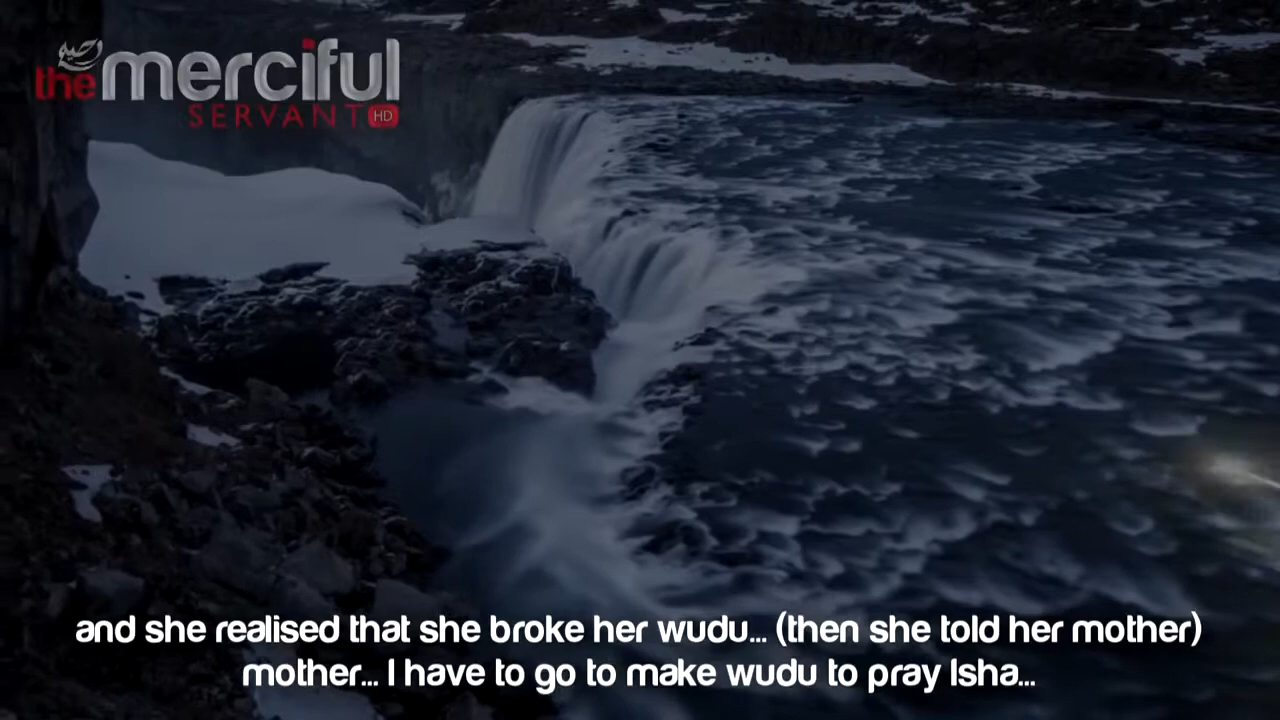 the merciful
SERVANT HD
and she realised that she broke her wudu... (then she told her mother)
mother... I have to go to make wudu to pray Isha...